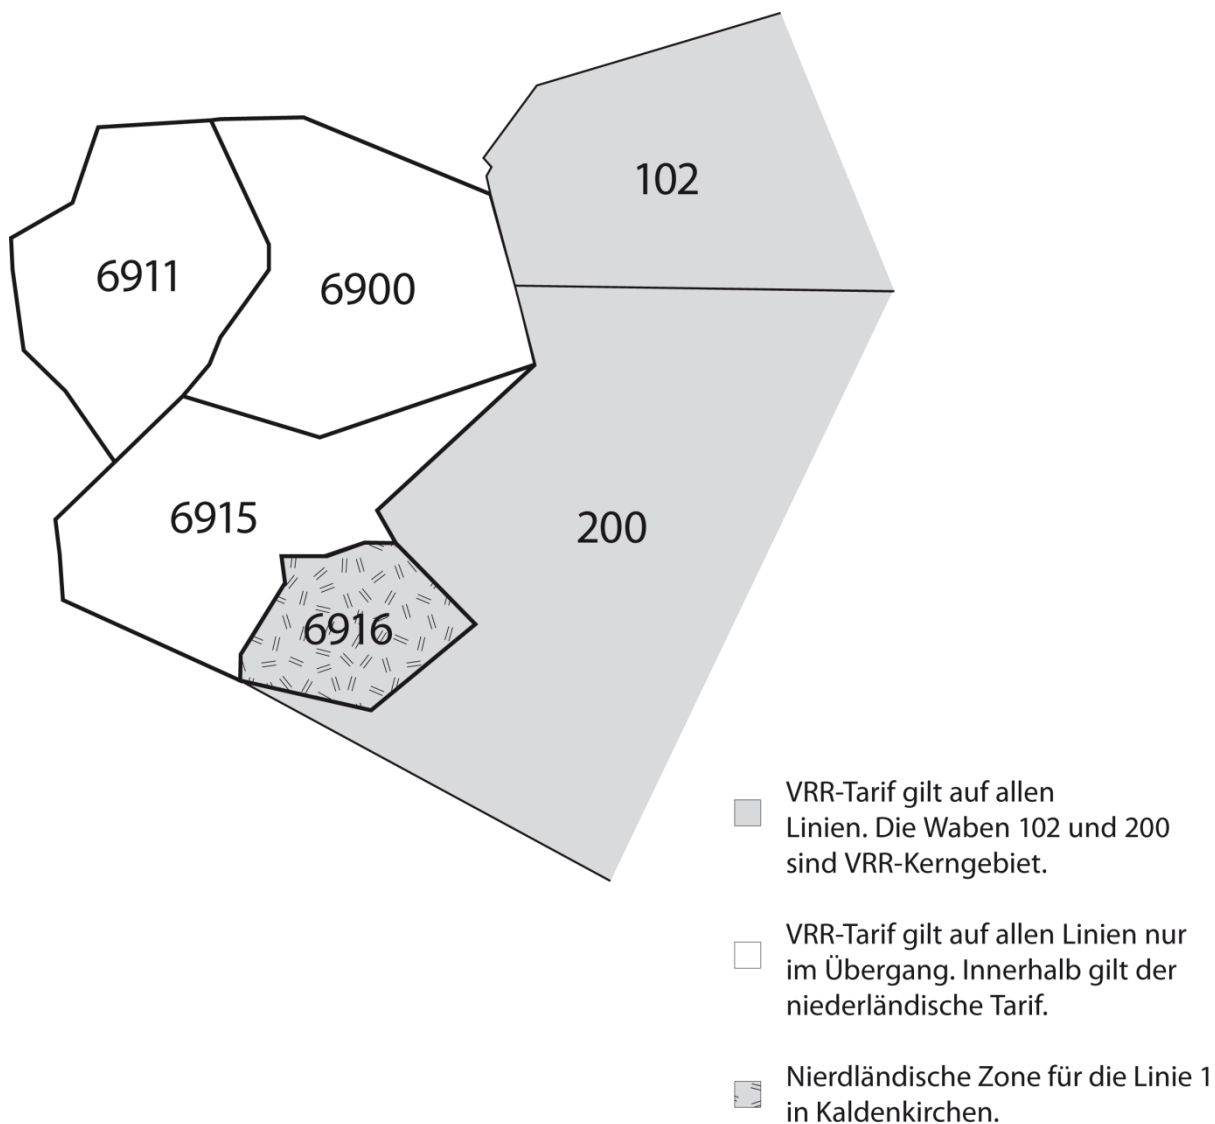 102
6911
6900
6915
200
6916
VRR-Tarif gilt auf allen
Linien. Die Waben 102 und 200
sind VRR-Kerngebiet.
VRR-Tarif gilt auf allen Linien nur
im Übergang. Innerhalb gilt der
niederländische Tarif.
Nierdländische Zone für die Linie 1
in Kaldenkirchen.